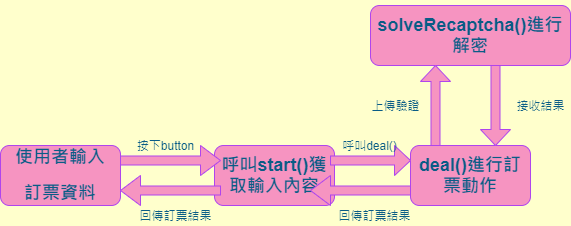 solveRecaptcha()進行
解密
上傳驗證
接收結果
按下button
呼叫deal()
使用者輸入
訂票資料
呼叫start()獲
取輸入內容
deal()進行訂
票動作
回傳訂票結果
回傳訂票結果